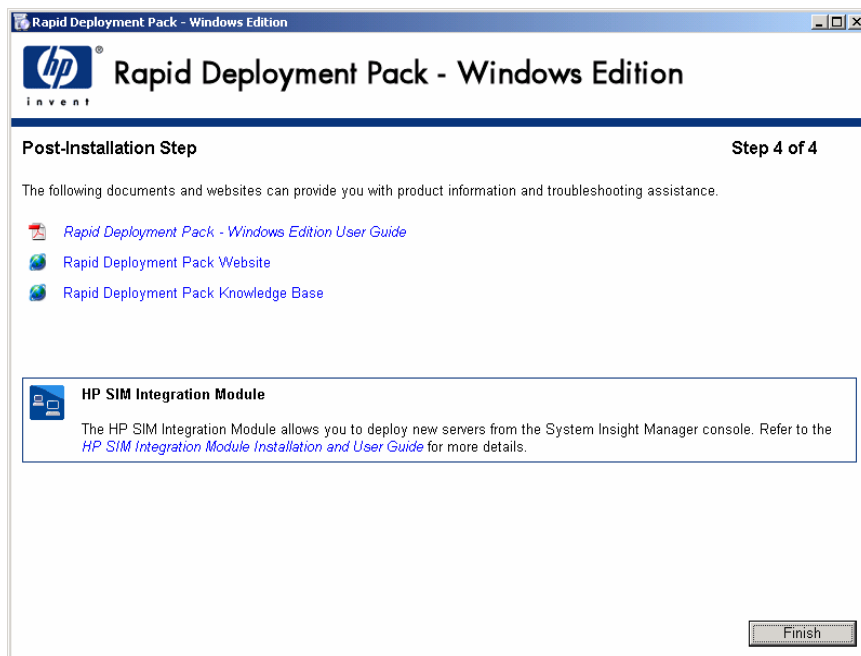 Rapid Deployment Pack - Windows Edition
hp
®
invent
Rapid Deployment Pack - Windows Edition
Post-Installation Step
Step 4 of 4
The following documents and websites can provide you with product information and troubleshooting assistance.
Rapid Deployment Pack - Windows Edition User Guide
Rapid Deployment Pack Website
Rapid Deployment Pack Knowledge Base
HP SIM Integration Module
The HP SIM Integration Module allows you to deploy new servers from the System Insight Manager console. Refer to the
HP SIM Integration Module Installation and User Guide for more details.
Finish